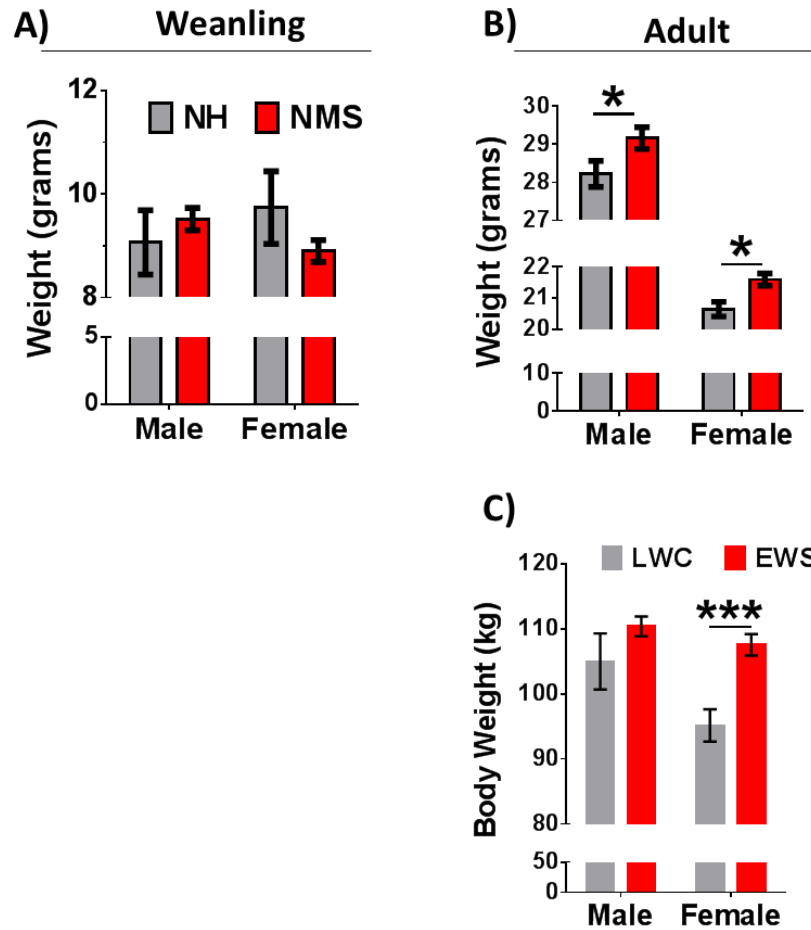 A) Weanling
Weight (grams)
12
10
8
5
0
NH NMS
Male Female
B) Adult
Weight (grams)
30
29
28
27
22
21
20
10
0
*
*
Male Female
C)
Body Weight (kg)
120
110
100
90
80
50
0
LWC EWS
***
Male Female